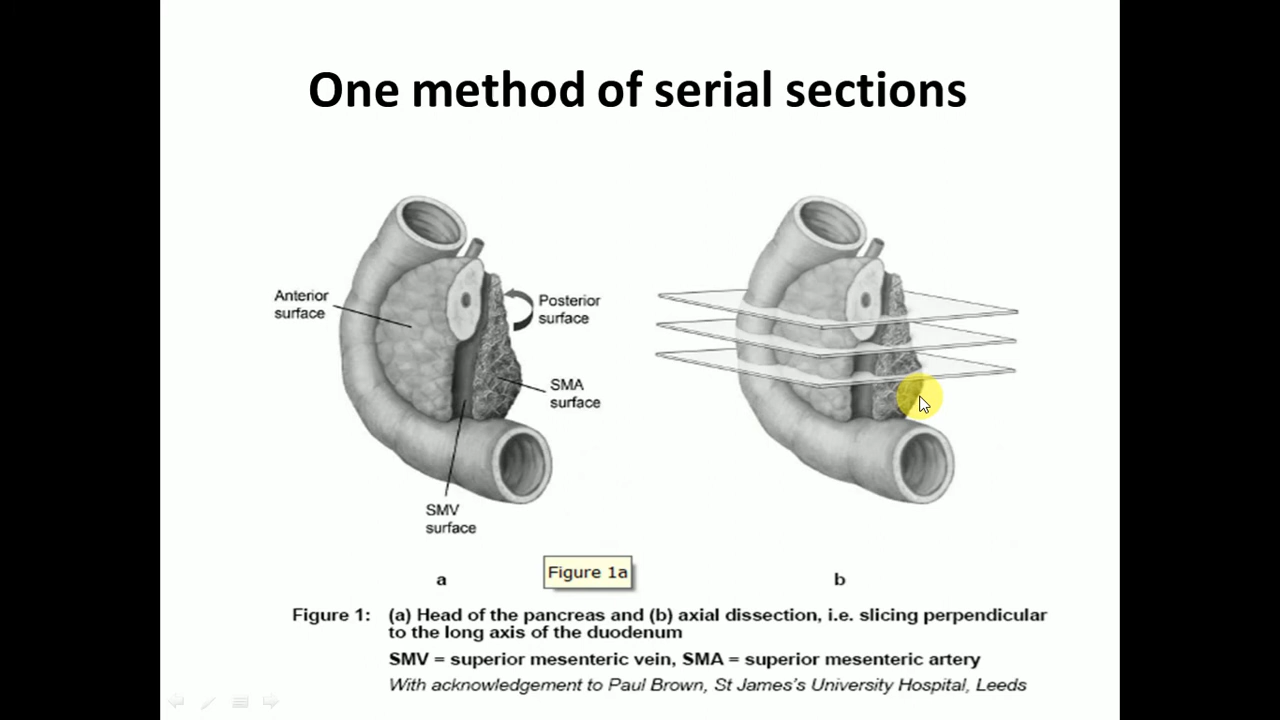 One method of serial sections
Anterior
surface
Posterior
surface
SMA
surface
SMV
surface
a
Figure 1a
b
Figure 1: (a) Head of the pancreas and (b) axial dissection, i.e. slicing perpendicular
to the long axis of the duodenum
SMV = superior mesenteric vein, SMA = superior mesenteric artery
With acknowledgement to Paul Brown, St James's University Hospital, Leeds